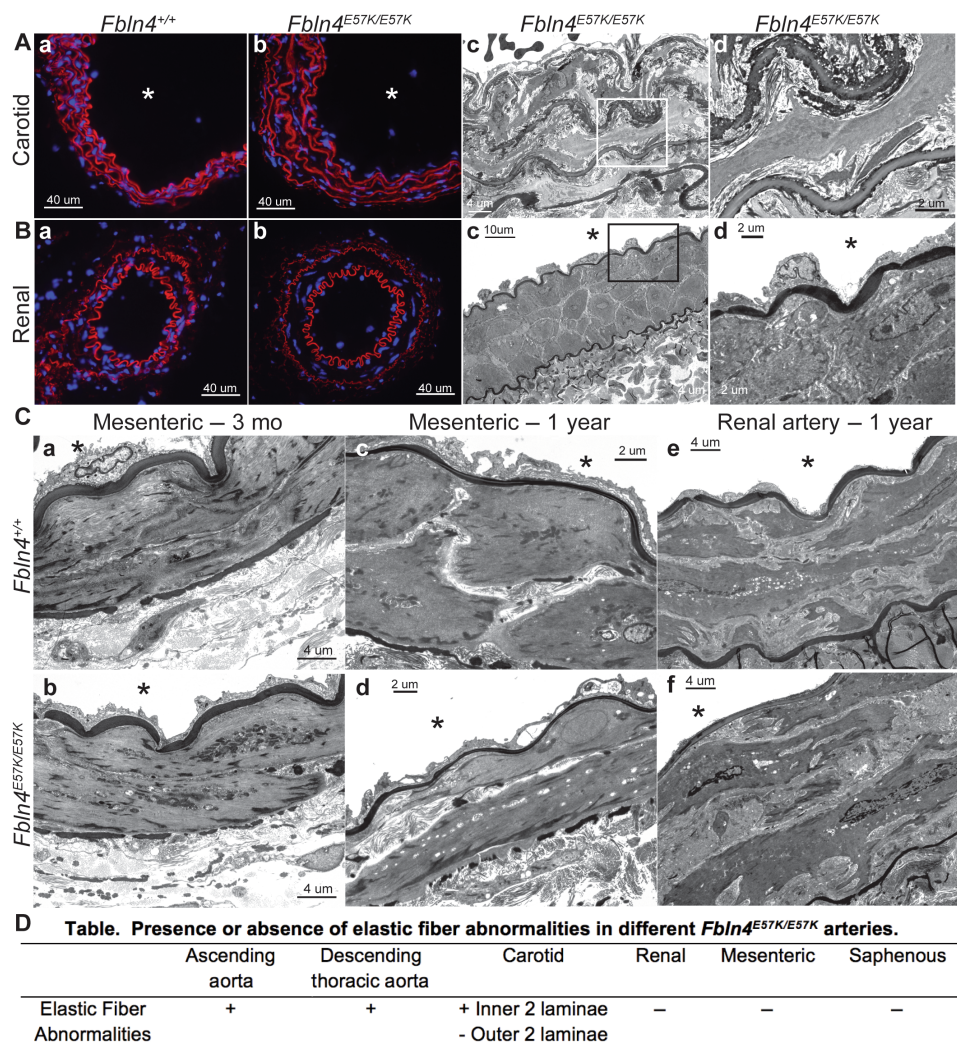 Fbln4+/+
Fbln4E57K/E57K
Fbln4E57K/E57K
Fbln4E57K/E57K
A
a
b
c
d
Carotid
*
*
40 um
40 um
4 um
2 um
B
a
b
c
d
10um
*
2 um
*
Renal
40 um
40 um
4 um
2 um
C
Mesenteric – 3 mo
Mesenteric – 1 year
Renal artery – 1 year
a
*
c
*
2 um
e
4 um
*
Fbln4+/+
4 um
b
*
d
2 um
*
f
4 um
*
Fbln4E57K/E57K
4 um
D
Table. Presence or absence of elastic fiber abnormalities in different Fbln4E57K/E57K arteries.
Ascending aorta
Descending thoracic aorta
Carotid
Renal
Mesenteric
Saphenous
Elastic Fiber Abnormalities
+
+
+ Inner 2 laminae
- Outer 2 laminae
–
–
–